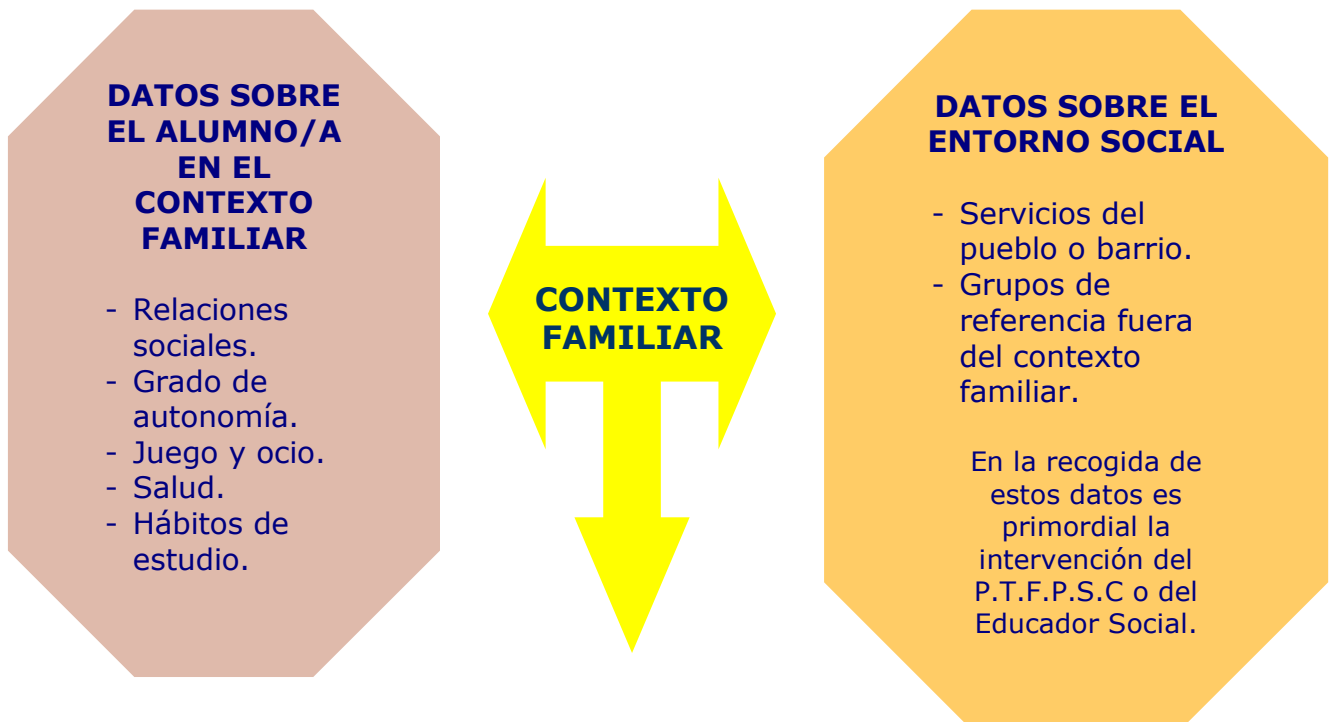 DATOS SOBRE
EL ALUMNO/A
EN EL
CONTEXTO
FAMILIAR
- Relaciones
sociales.
- Grado de
autonomía.
- Juego y ocio.
- Salud.
- Hábitos de
estudio.
CONTEXTO
FAMILIAR
DATOS SOBRE EL
ENTORNO SOCIAL
- Servicios del
pueblo o barrio.
- Grupos de
referencia fuera
del contexto
familiar.
En la recogida de
estos datos es
primordial la
intervención del
P.T.F.P.S.C o del
Educador Social.